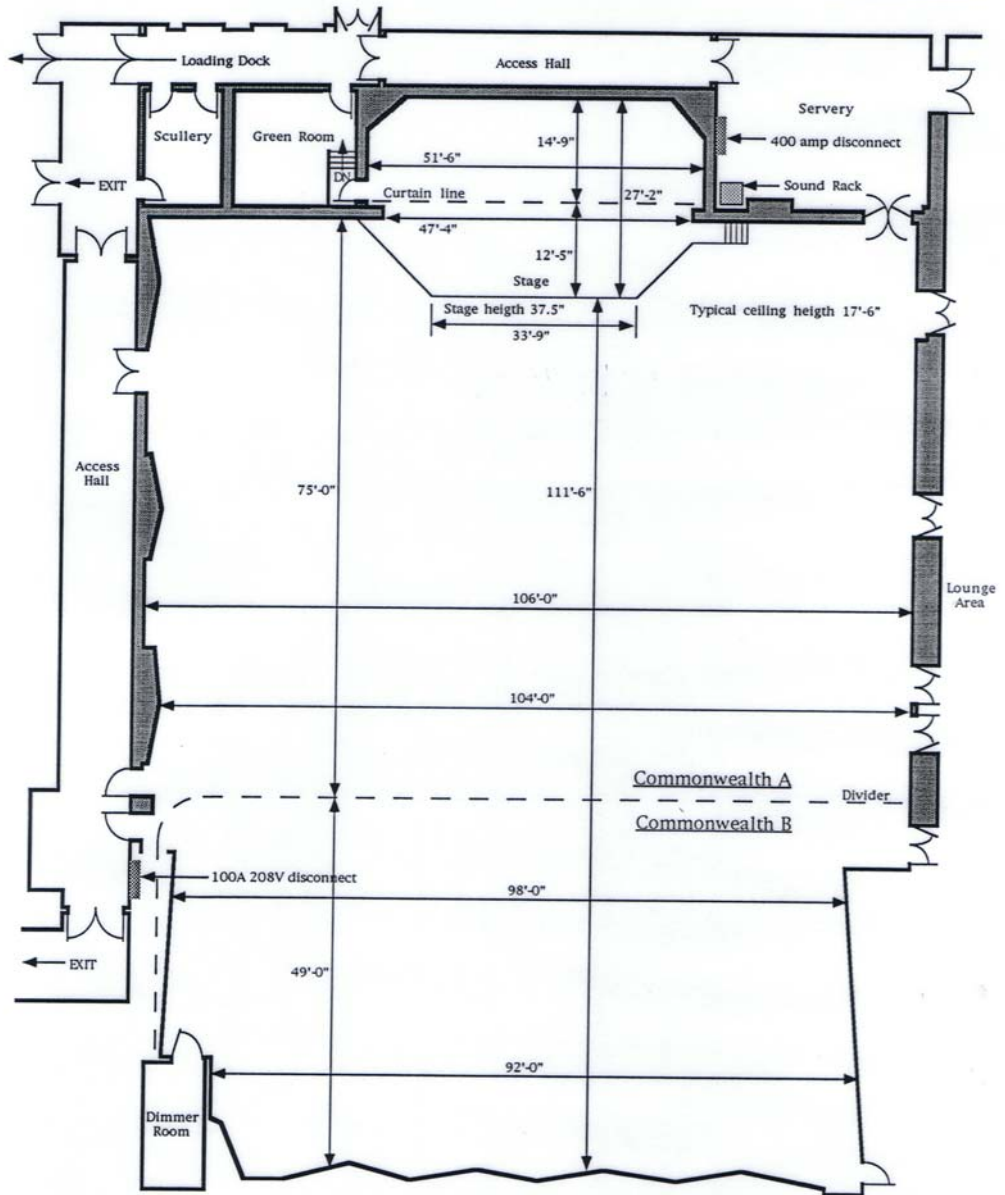 Loading Dock
Access Hall
Scullery
Green Room
Servery
14'-9"
400 amp disconnect
51'-6"
DN
EXIT
Curtain line
27'-2"
Sound Rack
47'-4"
12'-5"
Stage
Stage heigth 37.5"
Typical ceiling heigth 17'-6"
33'-9"
Access
Hall
75'-0"
111'-6"
106'-0"
Lounge
Area
104'-0"
Commonwealth A
Divider
Commonwealth B
100A 208V disconnect
98'-0"
EXIT
49'-0"
92'-0"
Dimmer
Room